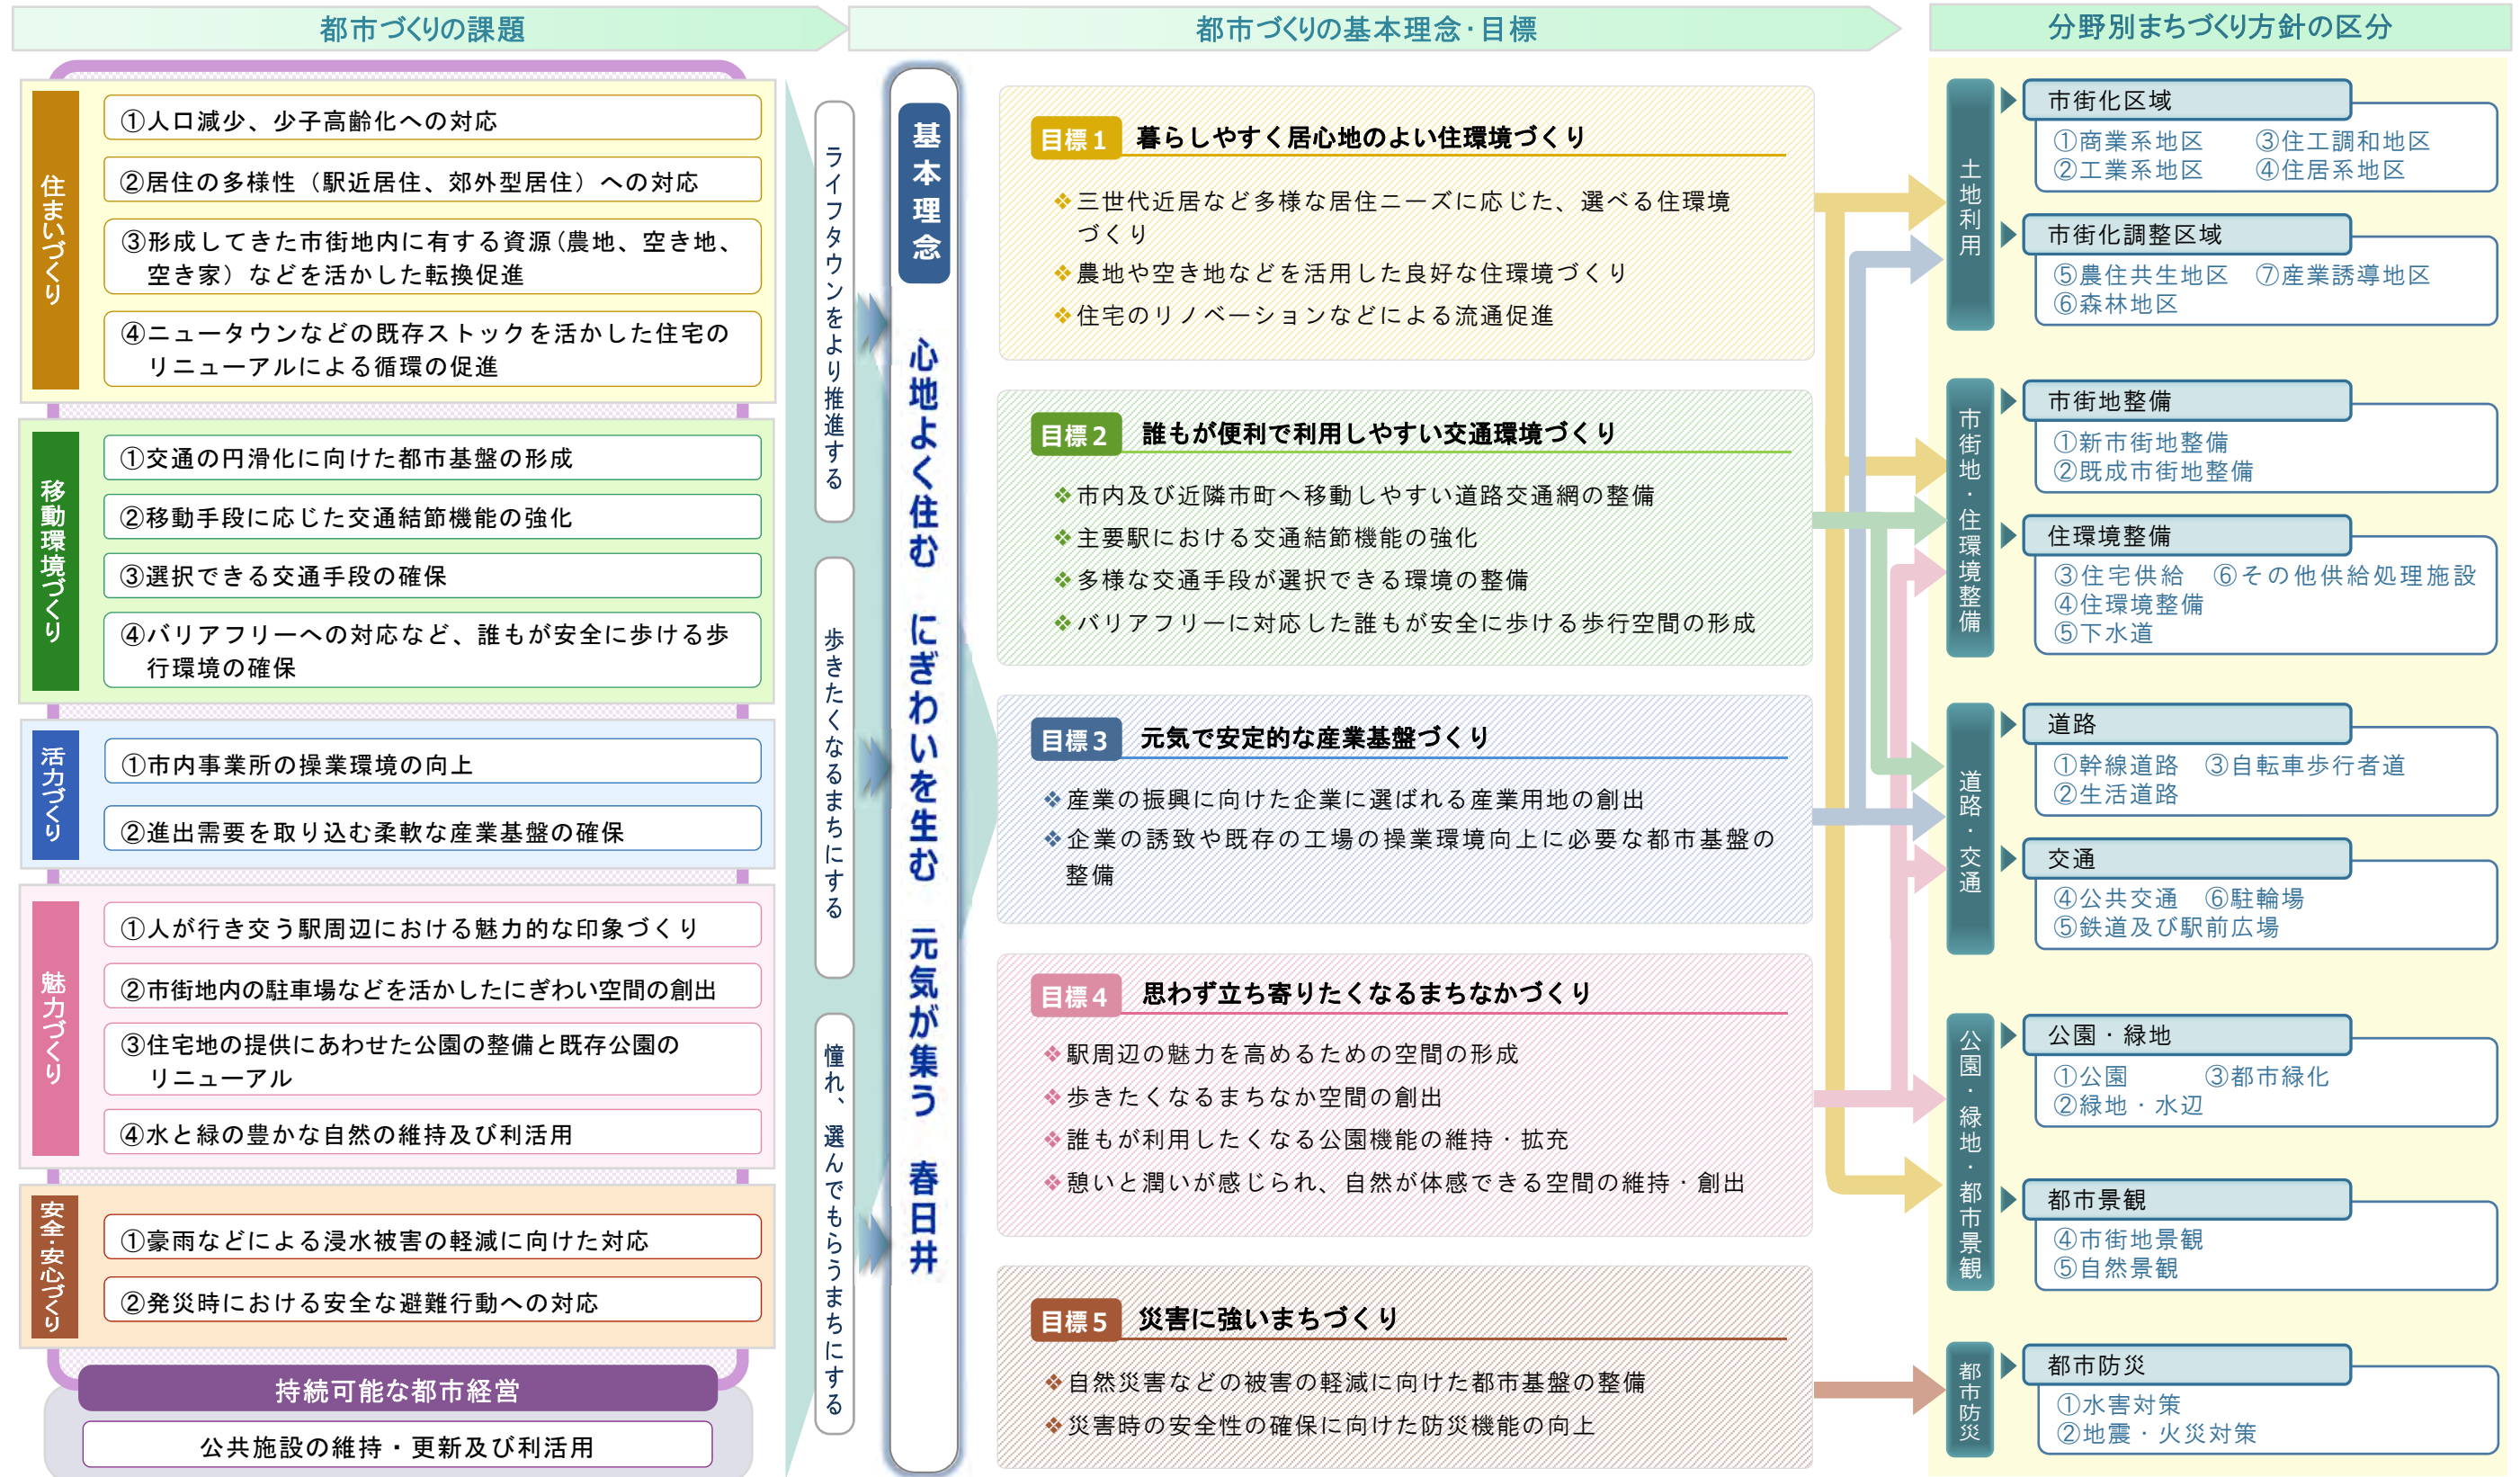 都市づくりの課題
住まいづくり
①人口減少、少子高齢化への対応
②居住の多様性（駅近居住、郊外型居住）への対応
③形成してきた市街地内に有する資源（農地、空き地、
空き家）などを活かした転換促進
④ニュータウンなどの既存ストックを活かした住宅の
リニューアルによる循環の促進
移動環境づくり
①交通の円滑化に向けた都市基盤の形成
②移動手段に応じた交通結節機能の強化
③選択できる交通手段の確保
④バリアフリーへの対応など、誰もが安全に歩ける歩
行環境の確保
活力づくり
①市内事業所の操業環境の向上
②進出需要を取り込む柔軟な産業基盤の確保
魅力づくり
①人が行き交う駅周辺における魅力的な印象づくり
②市街地内の駐車場などを活かしたにぎわい空間の創出
③住宅地の提供にあわせた公園の整備と既存公園の
リニューアル
④水と緑の豊かな自然の維持及び利活用
安全・安心づくり
①豪雨などによる浸水被害の軽減に向けた対応
②発災時における安全な避難行動への対応
持続可能な都市経営
公共施設の維持・更新及び利活用
都市づくりの基本理念・目標
ライフタウンをより推進する
歩きたくなるまちにする
憧れ、選んでもらうまちにする
基本理念
心地よく住む　にぎわいを生む　元気が集う　春日井
目標１　暮らしやすく居心地のよい住環境づくり
❖三世代近居など多様な居住ニーズに応じた、選べる住環境
づくり
❖農地や空き地などを活用した良好な住環境づくり
❖住宅のリノベーションなどによる流通促進
目標２　誰もが便利で利用しやすい交通環境づくり
❖市内及び近隣市町へ移動しやすい道路交通網の整備
❖主要駅における交通結節機能の強化
❖多様な交通手段が選択できる環境の整備
❖バリアフリーに対応した誰もが安全に歩ける歩行空間の形成
目標３　元気で安定的な産業基盤づくり
❖産業の振興に向けた企業に選ばれる産業用地の創出
❖企業の誘致や既存の工場の操業環境向上に必要な都市基盤の
整備
目標４　思わず立ち寄りたくなるまちなかづくり
❖駅周辺の魅力を高めるための空間の形成
❖歩きたくなるまちなか空間の創出
❖誰もが利用したくなる公園機能の維持・拡充
❖憩いと潤いが感じられ、自然が体感できる空間の維持・創出
目標５　災害に強いまちづくり
❖自然災害などの被害の軽減に向けた都市基盤の整備
❖災害時の安全性の確保に向けた防災機能の向上
分野別まちづくり方針の区分
土地利用
市街化区域
①商業系地区　③住工調和地区
②工業系地区　④住居系地区
市街化調整区域
⑤農住共生地区　⑦産業誘導地区
⑥森林地区
市街地・住環境整備
市街地整備
①新市街地整備
②既成市街地整備
住環境整備
③住宅供給　⑥その他供給処理施設
④住環境整備
⑤下水道
道路・交通
道路
①幹線道路　③自転車歩行者道
②生活道路
交通
④公共交通　⑥駐輪場
⑤鉄道及び駅前広場
公園・緑地・都市景観
公園・緑地
①公園　③都市緑化
②緑地・水辺
都市景観
④市街地景観
⑤自然景観
都市防災
都市防災
①水害対策
②地震・火災対策